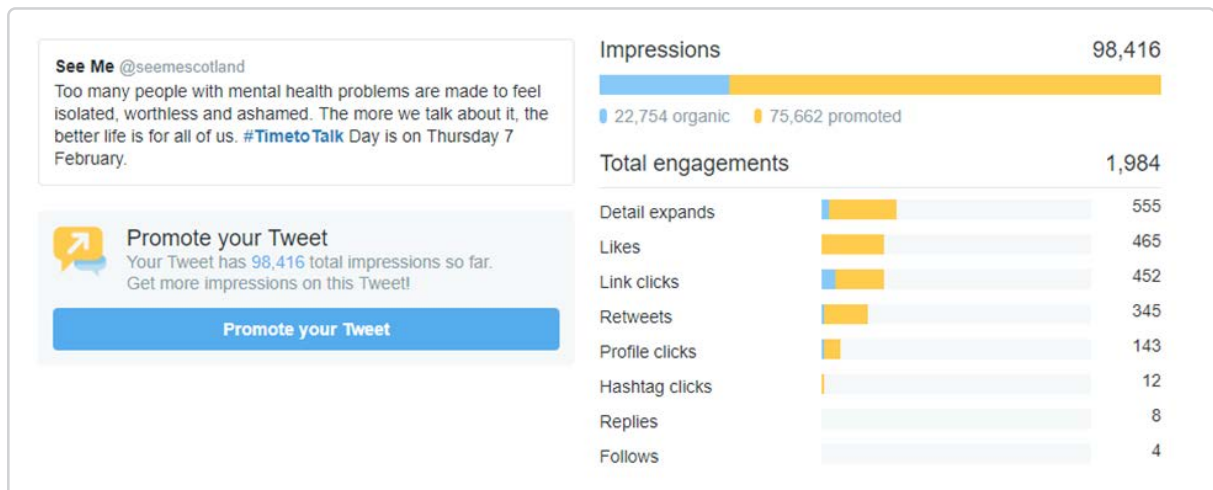 See Me @seemescotland
Too many people with mental health problems are made to feel
isolated, worthless and ashamed. The more we talk about it, the
better life is for all of us. #TimetoTalk Day is on Thursday 7
February.
Promote your Tweet
Your Tweet has 98,416 total impressions so far.
Get more impressions on this Tweet!
Promote your Tweet
Impressions 98,416
22,754 organic 75,662 promoted
Total engagements 1,984
Detail expands 555
Likes 465
Link clicks 452
Retweets 345
Profile clicks 143
Hashtag clicks 12
Replies 8
Follows 4